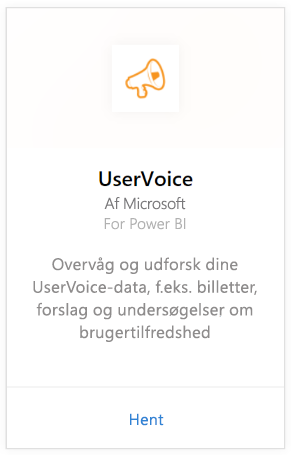 UserVoice
Af Microsoft
For Power BI
Overvåg og udforsk dine
UserVoice-data, f.eks. billetter,
forslag og undersøgelser om
brugertilfredshed
Hent